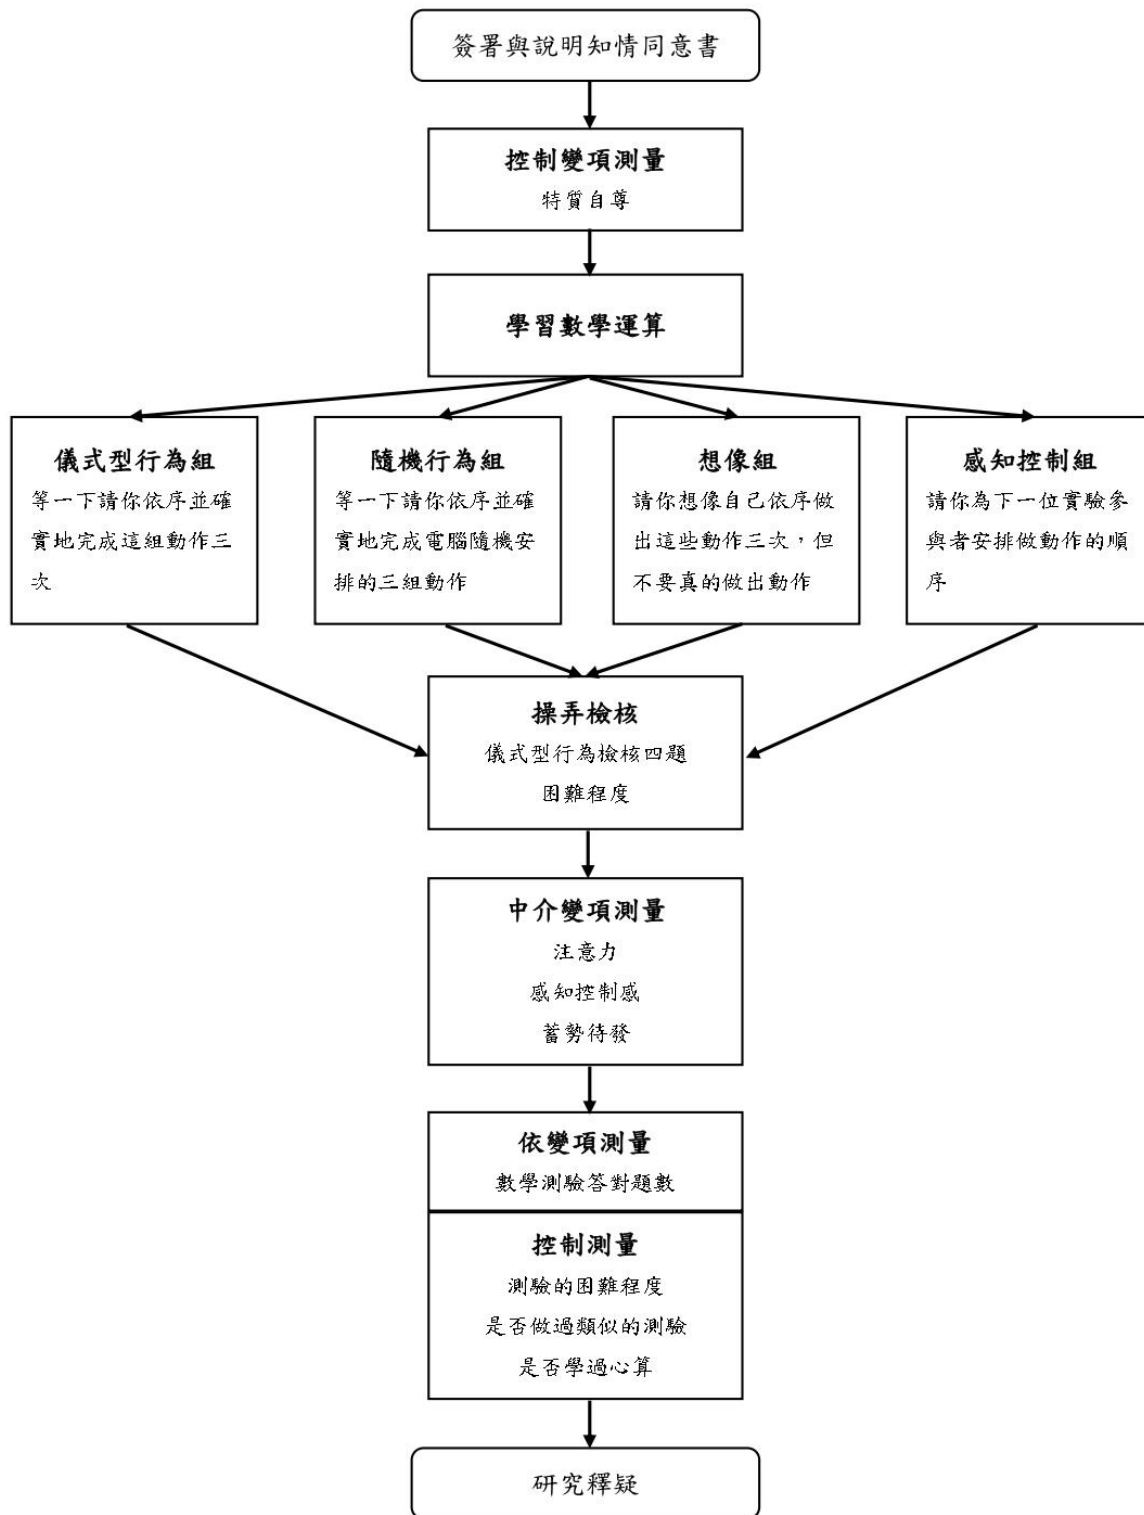 簽署與說明知情同意書
控制變項測量
特質自尊
學習數學運算
儀式型行為組
等一下請你依序並確
實地完成這組動作三
次
隨機行為組
等一下請你依序並確
實地完成電腦隨機安
排的三組動作
想像組
請你想像自己依序做
出這些動作三次，但
不要真的做出動作
感知控制組
請你為下一位實驗參
與者安排做動作的順
序
操弄檢核
儀式型行為檢核四題
困難程度
中介變項測量
注意力
感知控制感
蓄勢待發
依變項測量
數學測驗答對題數
控制測量
測驗的困難程度
是否做過類似的測驗
是否學過心算
研究釋疑